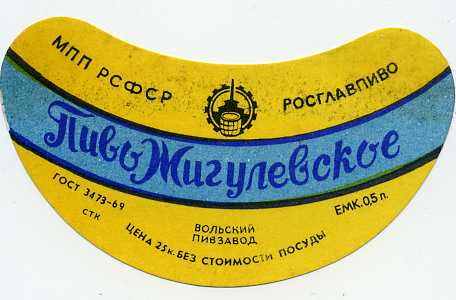 МПП РСФСР
РОСГЛАВПИВО
Пиво Жигулевское
ГОСТ 3473-69
СТК
ВОЛЬСКИЙ
ПИВЗАВОД
ЕМК.0,5 л.
ЦЕНА 25к. БЕЗ СТОИМОСТИ ПОСУДЫ